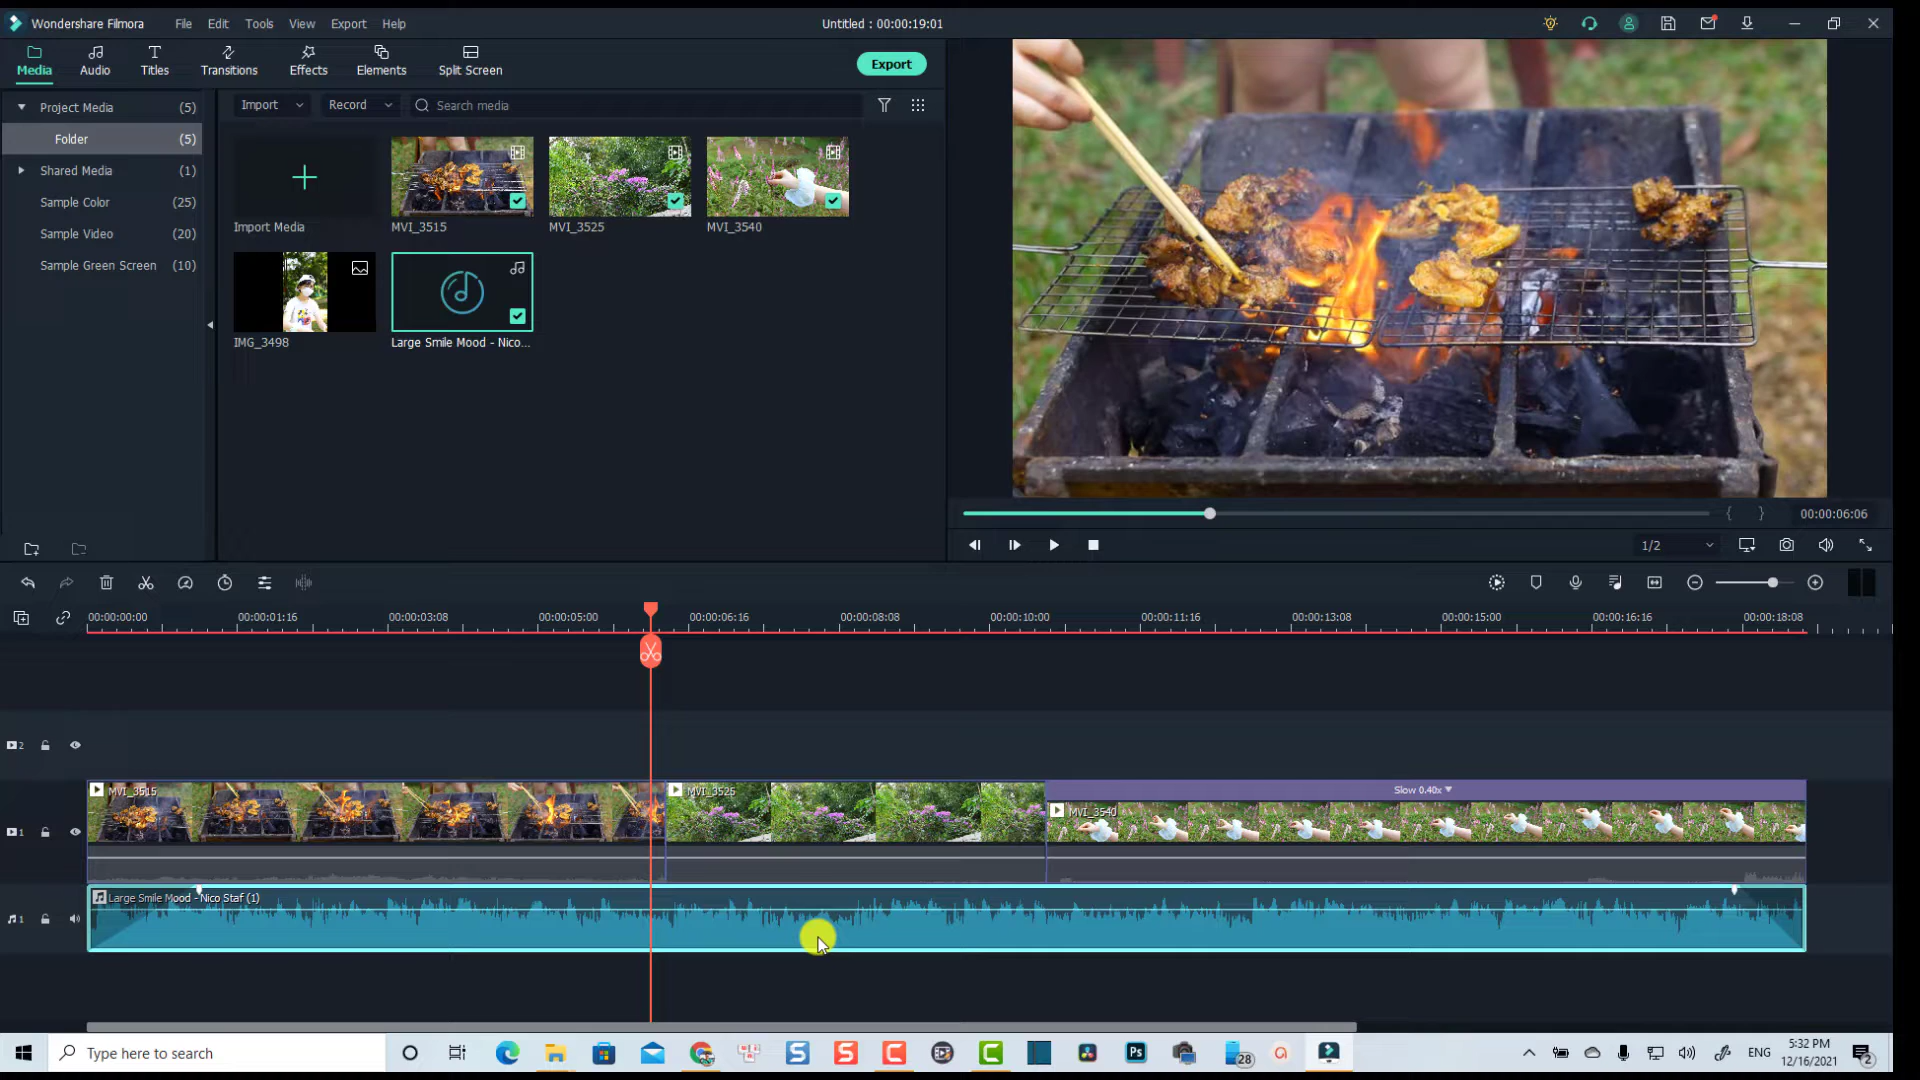 Wondershare Filmora File Edit Tools View Export Help Untitled : 00:00:19:01
Media Audio Titles Transitions Effects Elements Split Screen Export
Project Media (5) Import Record Search media
Folder (5)
Shared Media (1)
Sample Color (25)
Sample Video (20)
Sample Green Screen (10)
Import Media MVI_3515 MVI_3525 MVI_3540
IMG_3498 Large Smile Mood - Nico...
{ } 00:00:06:06
1/2
00:00:00:00 00:00:01:16 00:00:03:08 00:00:05:00 00:00:06:16 00:00:08:08 00:00:10:00 00:00:11:16 00:00:13:08 00:00:15:00 00:00:16:16 00:00:18:08
2
MVI_3515 MVI_3525 Slow 0.40x
MVI_3540
1
Large Smile Mood - Nico Staf (1)
1
Type here to search Ps 28 ENG 5:32 PM
12/16/2021 2